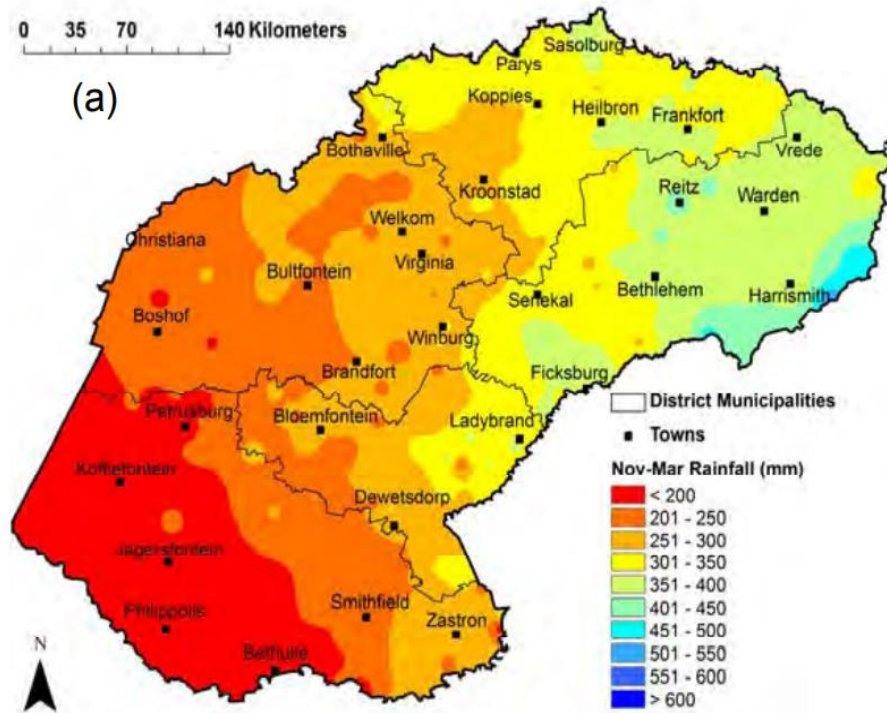 0 35 70 140 Kilometers
(a)
Sasolburg
Parys
Koppies
Heilbron
Frankfort
Bothaville
Vrede
Kroonstad
Reitz
Warden
Welkom
Christiana
Virginia
Bultfontein
Bethlehem
Harrismith
Senekal
Boshof
Winburg
Brandfort
Ficksburg
District Municipalities
Petrusburg
Bloemfontein
Ladybrand
Towns
Koffiefontein
Nov-Mar Rainfall (mm)
< 200
Dewetsdorp
201 - 250
251 - 300
301 - 350
Jagersfontein
351 - 400
401 - 450
Philippolis
Smithfield
Zastron
451 - 500
501 - 550
N
Bethulie
551 - 600
> 600